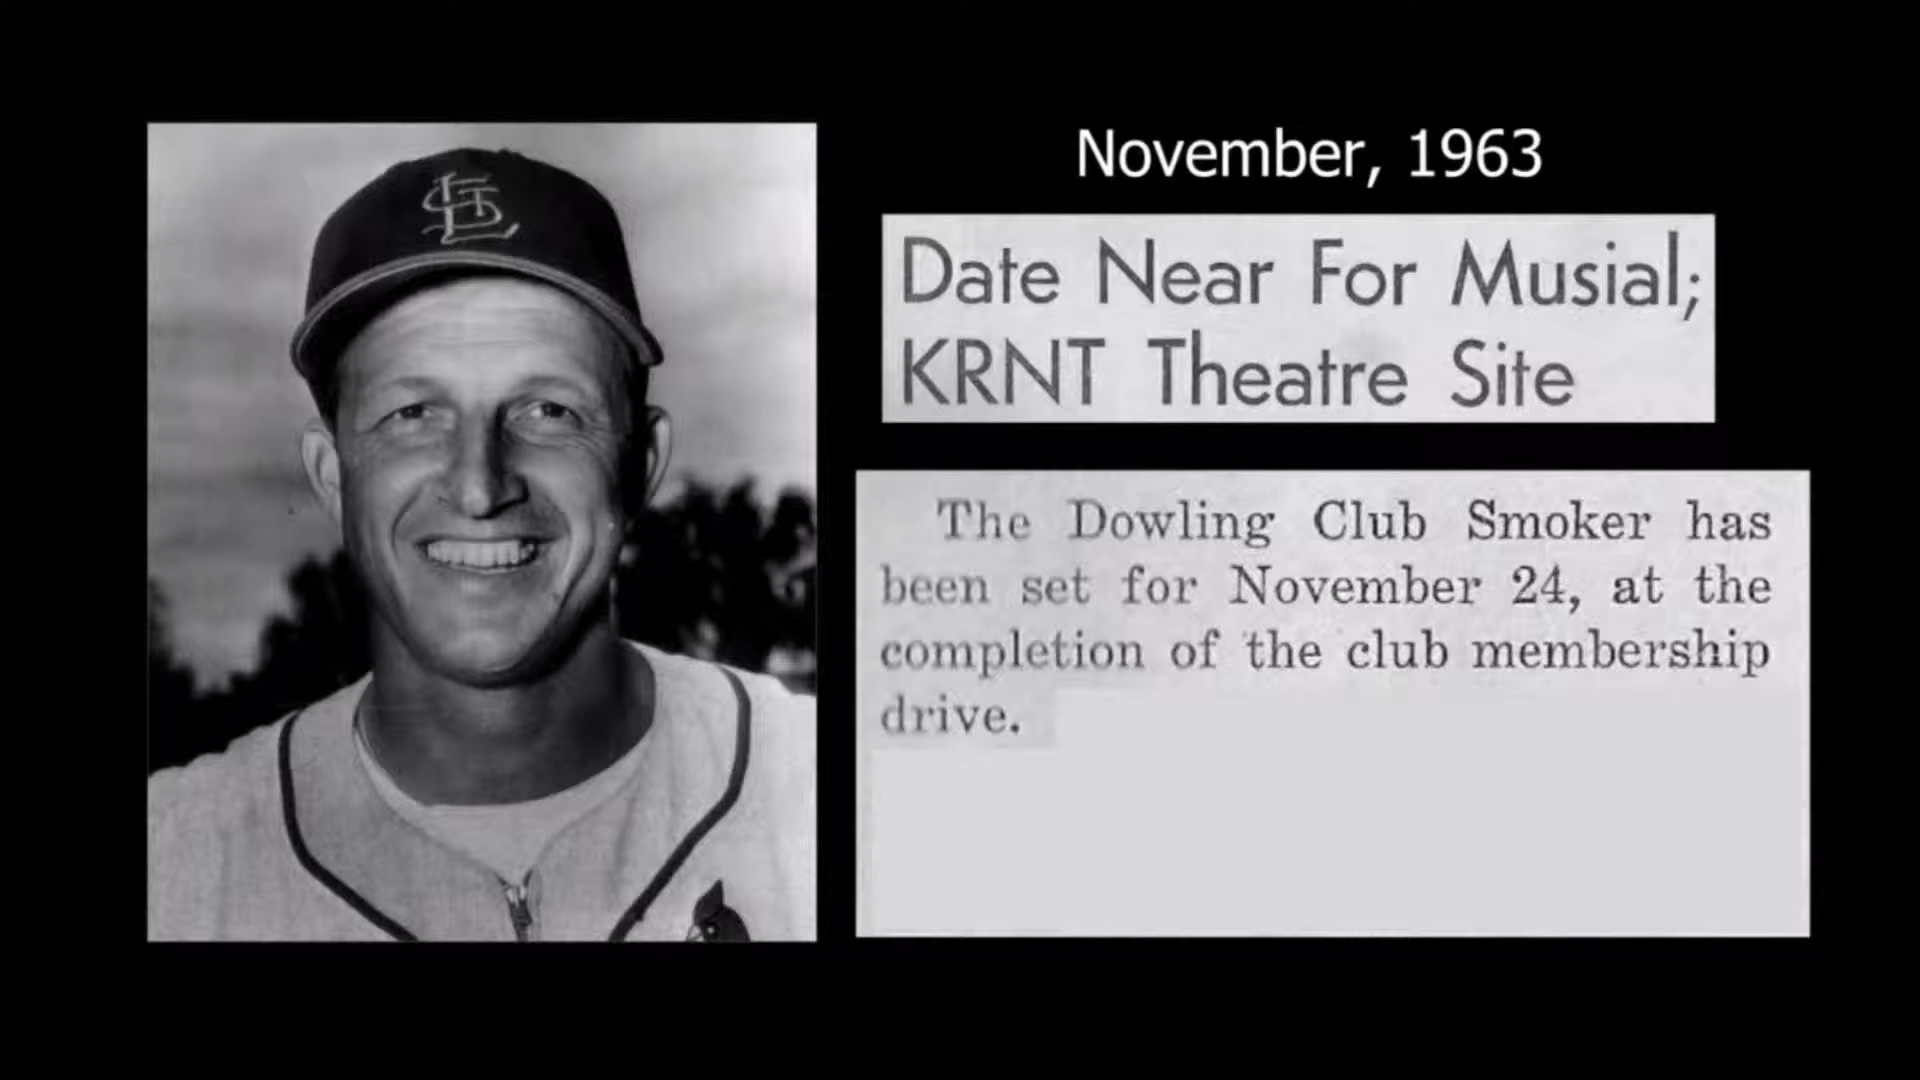 STL
November, 1963
Date Near For Musial;
KRNT Theatre Site
The Dowling Club Smoker has
been set for November 24, at the
completion of the club membership
drive.